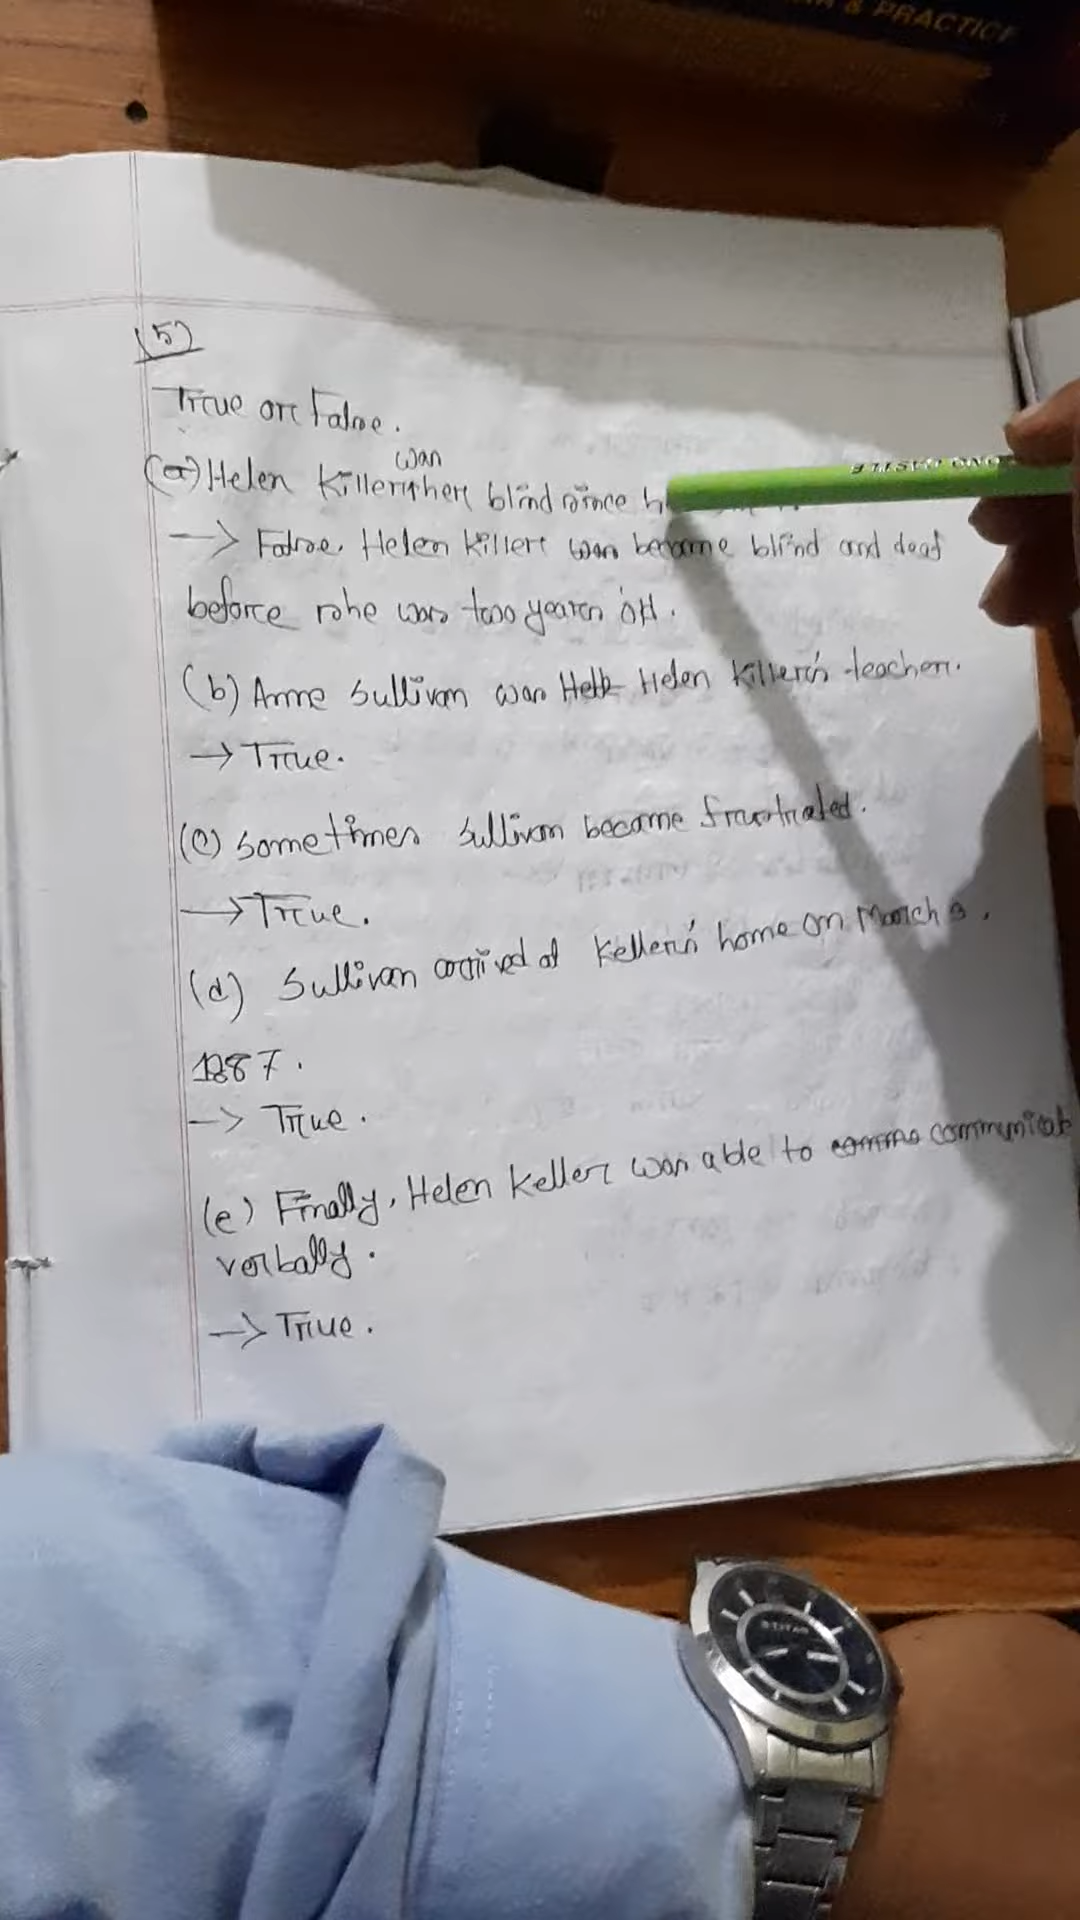 & PRACTICE
(5)
True or False.
was
(a) Helen Killer blind since h
→ False. Helen Killer was became blind and deaf
before she was two years old.
(b) Anne Sullivan was Helen Killer's teacher.
→ True.
(c) Sometimes Sullivan became frustrated.
→ True.
(d) Sullivan arrived at Keller's home on March 3,
1887.
→ True.
(e) Finally, Helen Keller was able to communicat
verbally.
→ True.